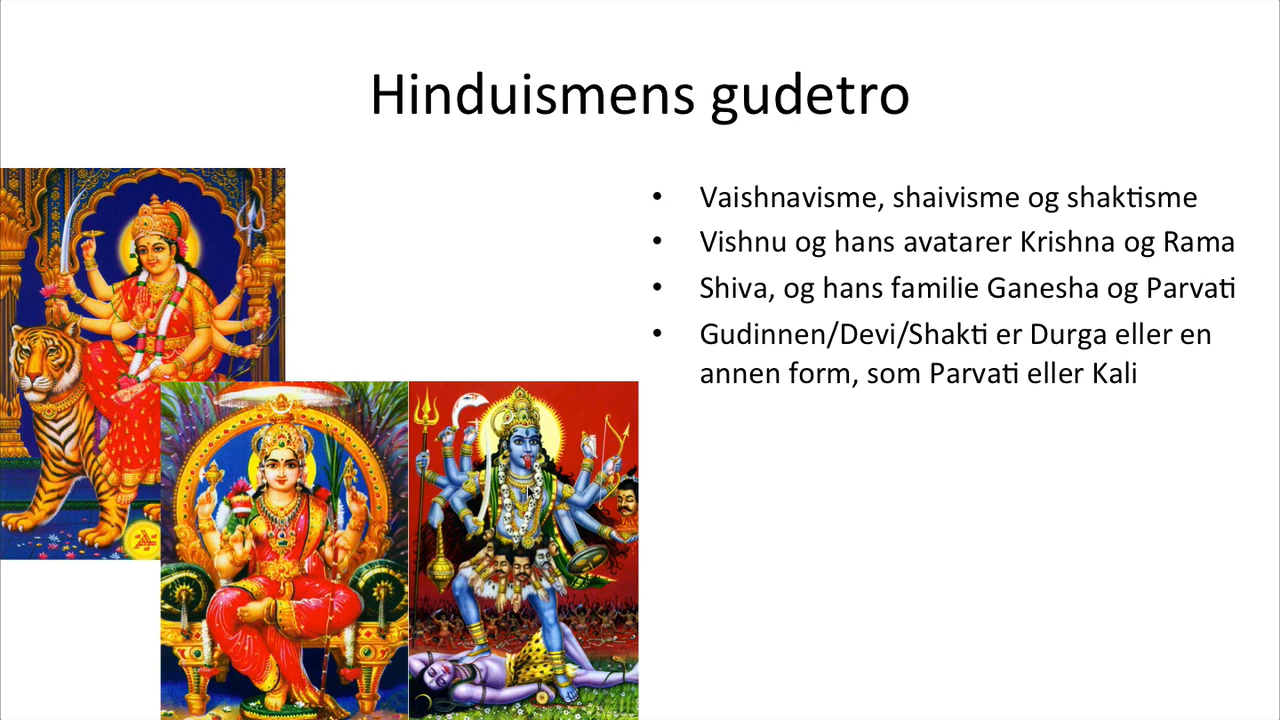 Hinduismens gudetro
• Vaishnavisme, shaivisme og shaktisme
• Vishnu og hans avatarer Krishna og Rama
• Shiva, og hans familie Ganesha og Parvati
• Gudinnen/Devi/Shakti er Durga eller en
annen form, som Parvati eller Kali